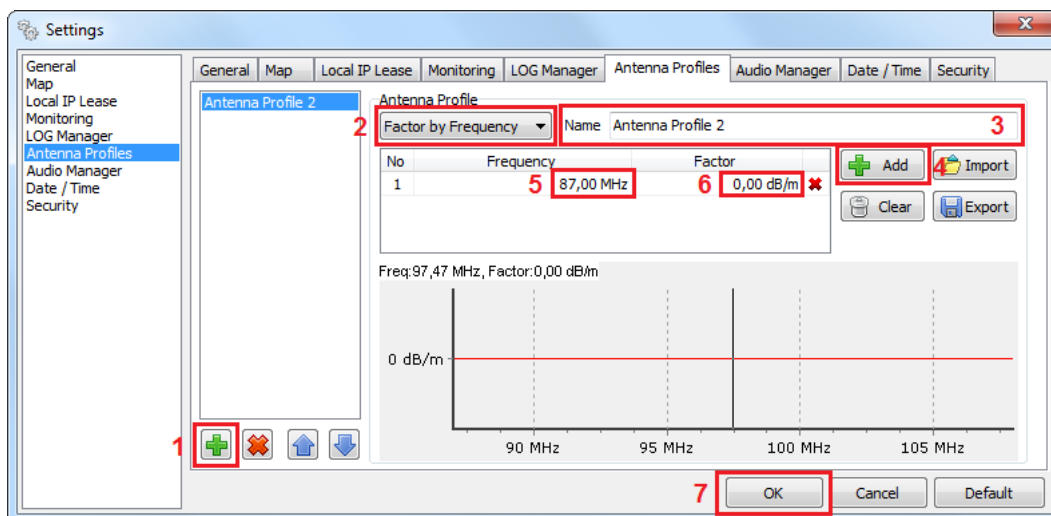 Settings
X
General
Map
Local IP Lease
Monitoring
LOG Manager
Antenna Profiles
Audio Manager
Date / Time
Security
General Map Local IP Lease Monitoring LOG Manager Antenna Profiles Audio Manager Date / Time Security
Antenna Profile 2
Antenna Profile
2 Factor by Frequency Name Antenna Profile 2 3
No Frequency Factor
1 5 87,00 MHz 6 0,00 dB/m
Add 4 Import
Clear Export
Freq:97,47 MHz, Factor:0,00 dB/m
0 dB/m
90 MHz 95 MHz 100 MHz 105 MHz
1
7 OK Cancel Default